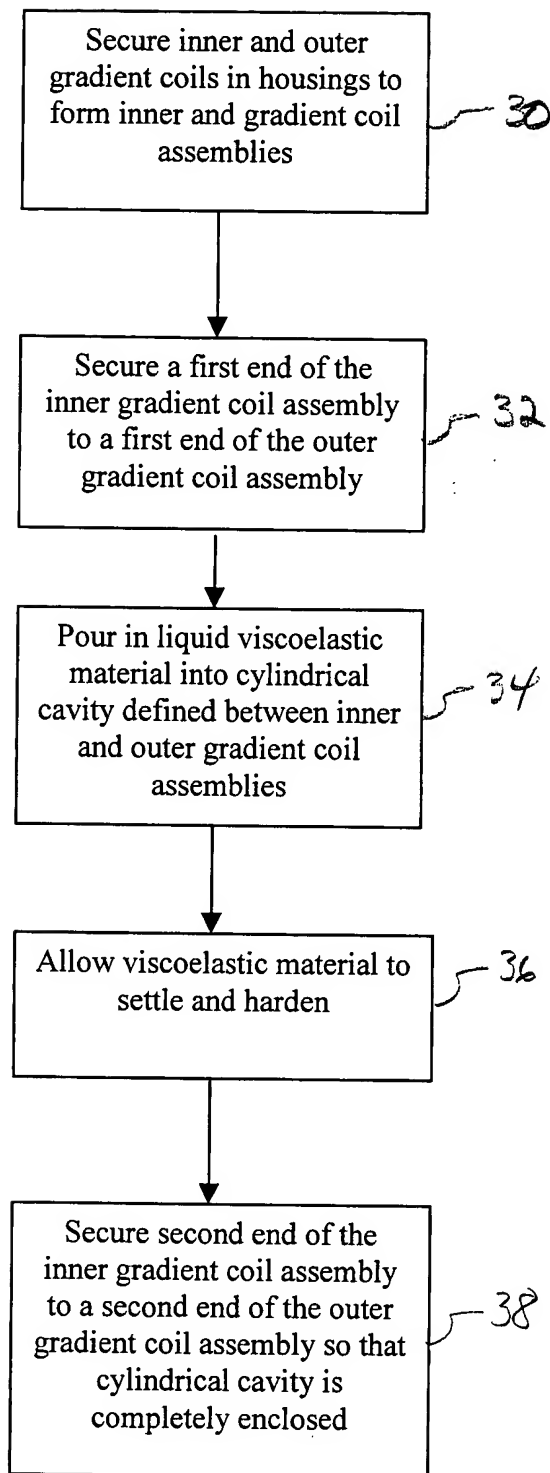 Secure inner and outer
gradient coils in housings to
form inner and gradient coil
assemblies
30
Secure a first end of the
inner gradient coil assembly
to a first end of the outer
gradient coil assembly
32
Pour in liquid viscoelastic
material into cylindrical
cavity defined between inner
and outer gradient coil
assemblies
34
Allow viscoelastic material to
settle and harden
36
Secure second end of the
inner gradient coil assembly
to a second end of the outer
gradient coil assembly so that
cylindrical cavity is
completely enclosed
38